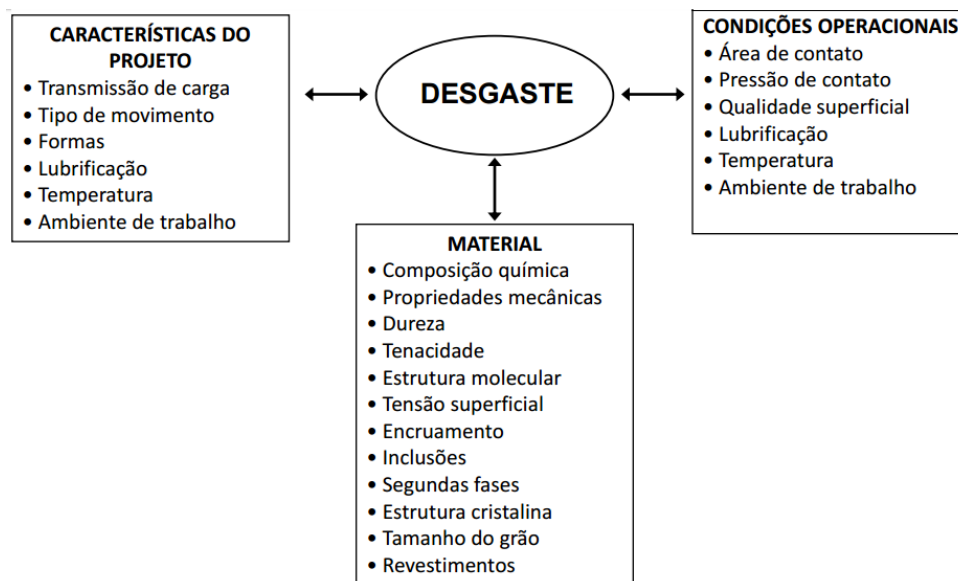 CARACTERÍSTICAS DO
PROJETO
• Transmissão de carga
• Tipo de movimento
• Formas
• Lubrificação
• Temperatura
• Ambiente de trabalho
DESGASTE
CONDIÇÕES OPERACIONAIS
• Área de contato
• Pressão de contato
• Qualidade superficial
• Lubrificação
• Temperatura
• Ambiente de trabalho
MATERIAL
• Composição química
• Propriedades mecânicas
• Dureza
• Tenacidade
• Estrutura molecular
• Tensão superficial
• Encruamento
• Inclusões
• Segundas fases
• Estrutura cristalina
• Tamanho do grão
• Revestimentos